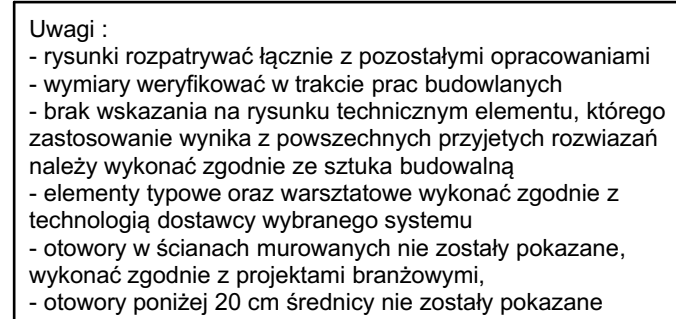 Uwagi :
- rysunki rozpatrywać łącznie z pozostałymi opracowaniami
- wymiary weryfikować w trakcie prac budowlanych
- brak wskazania na rysunku technicznym elementu, którego
zastosowanie wynika z powszechnych przyjetych rozwiazań
należy wykonać zgodnie ze sztuka budowalną
- elementy typowe oraz warsztatowe wykonać zgodnie z
technologią dostawcy wybranego systemu
- otowory w ścianach murowanych nie zostały pokazane,
wykonać zgodnie z projektami branżowymi,
- otowory poniżej 20 cm średnicy nie zostały pokazane